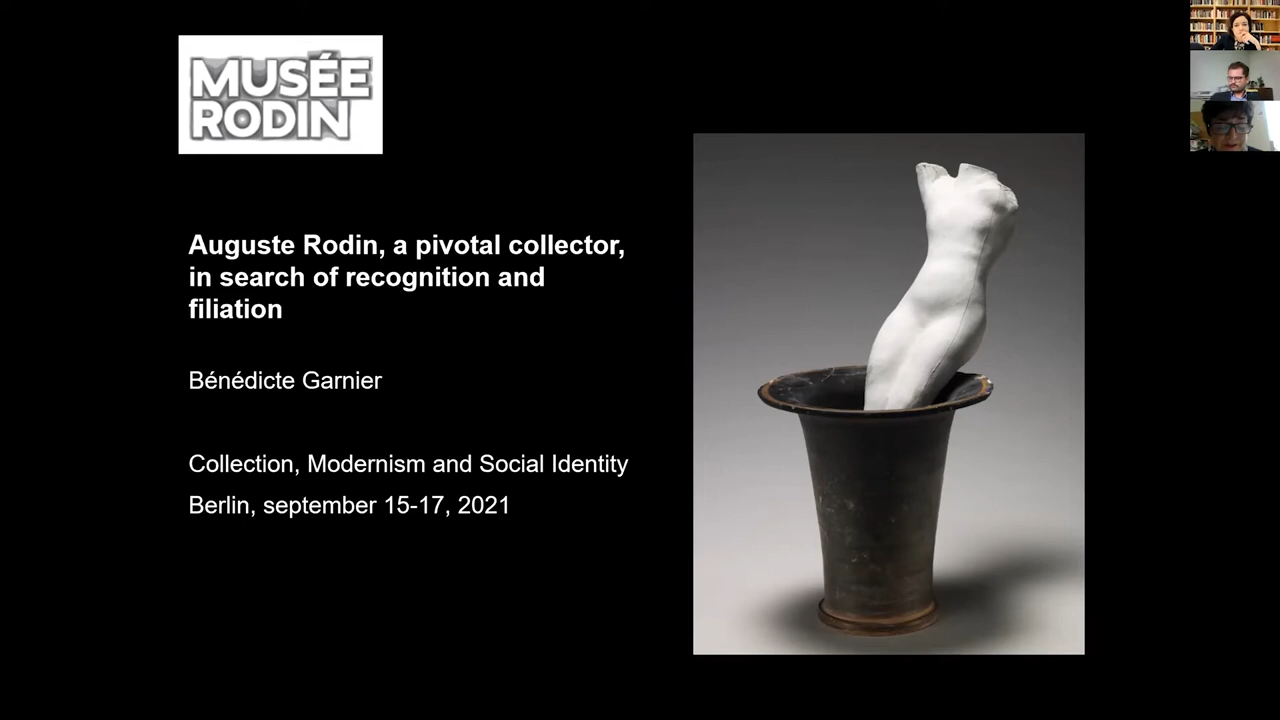 MUSÉE
RODIN
Auguste Rodin, a pivotal collector,
in search of recognition and
filiation
Bénédicte Garnier
Collection, Modernism and Social Identity
Berlin, september 15-17, 2021